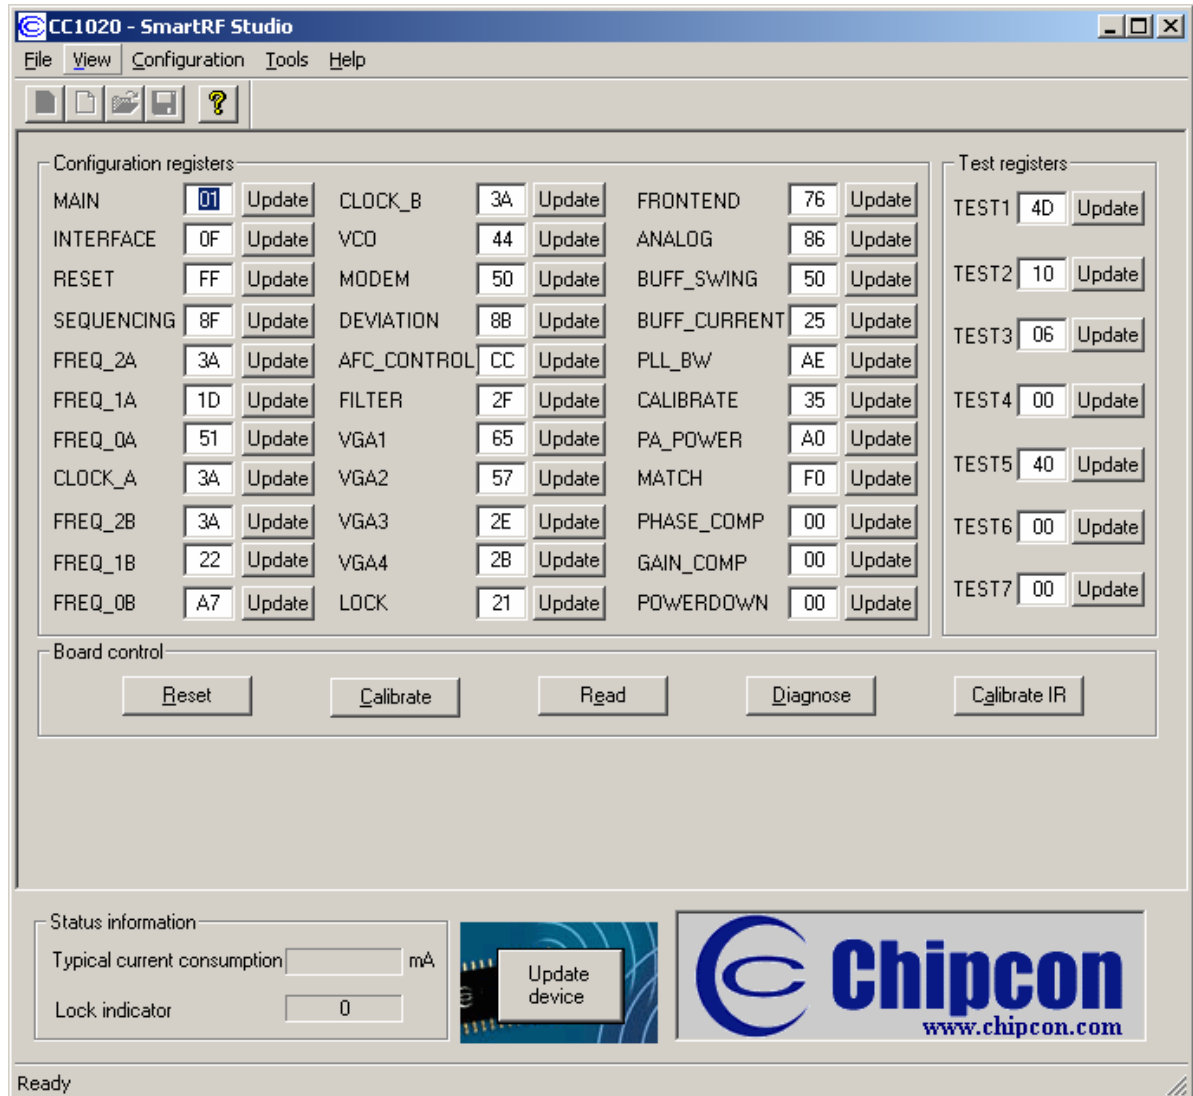 CC1020 - SmartRF Studio
File View Configuration Tools Help
Configuration registers
MAIN 01 Update CLOCK_B 3A Update FRONTEND 76 Update
INTERFACE 0F Update VCO 44 Update ANALOG 86 Update
RESET FF Update MODEM 50 Update BUFF_SWING 50 Update
SEQUENCING 8F Update DEVIATION 8B Update BUFF_CURRENT 25 Update
FREQ_2A 3A Update AFC_CONTROL CC Update PLL_BW AE Update
FREQ_1A 1D Update FILTER 2F Update CALIBRATE 35 Update
FREQ_0A 51 Update VGA1 65 Update PA_POWER A0 Update
CLOCK_A 3A Update VGA2 57 Update MATCH F0 Update
FREQ_2B 3A Update VGA3 2E Update PHASE_COMP 00 Update
FREQ_1B 22 Update VGA4 2B Update GAIN_COMP 00 Update
FREQ_0B A7 Update LOCK 21 Update POWERDOWN 00 Update
Test registers
TEST1 4D Update
TEST2 10 Update
TEST3 06 Update
TEST4 00 Update
TEST5 40 Update
TEST6 00 Update
TEST7 00 Update
Board control
Reset Calibrate Read Diagnose Calibrate IR
Status information
Typical current consumption mA
Lock indicator 0
Update
device
Chipcon
www.chipcon.com
Ready